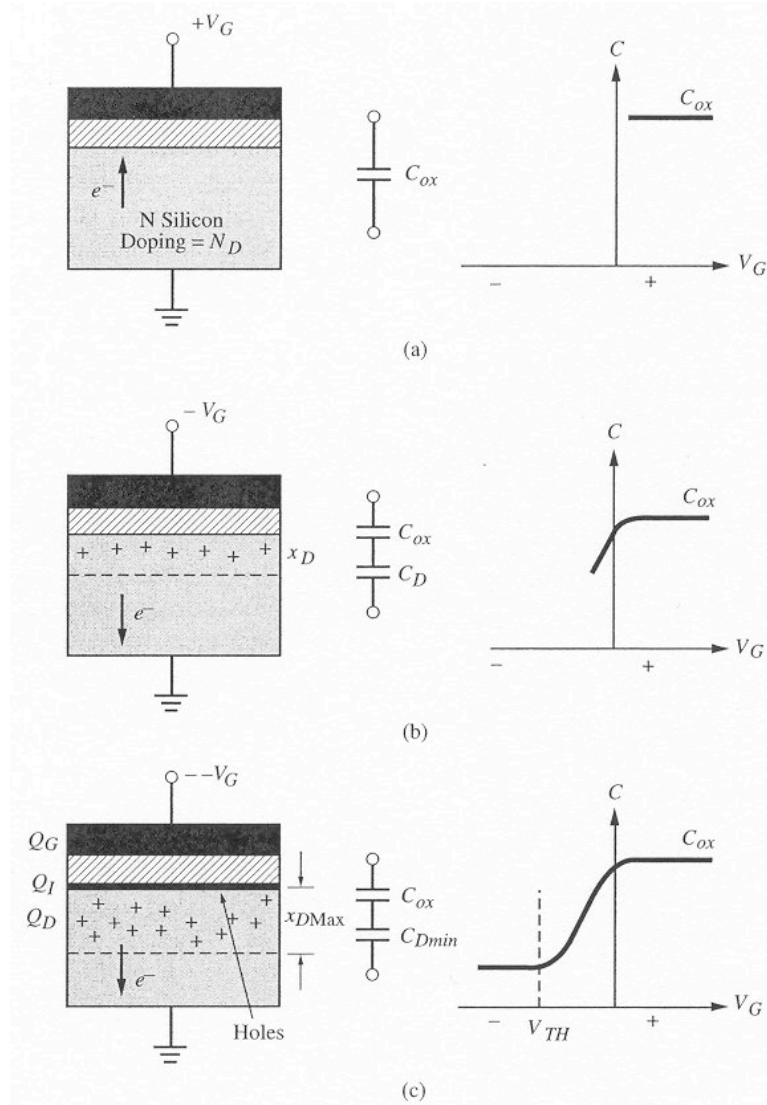 +V_G
e⁻
N Silicon
Doping = N_D
C_ox
C
C_ox
V_G
− +
(a)
− V_G
+ + + + + + +
x_D
e⁻
C_ox
C_D
C
C_ox
V_G
− +
(b)
−−V_G
Q_G
Q_I
Q_D
+ + + + + + + + + + + + +
x_DMax
e⁻
Holes
C_ox
C_Dmin
C
C_ox
V_G
− V_TH +
(c)